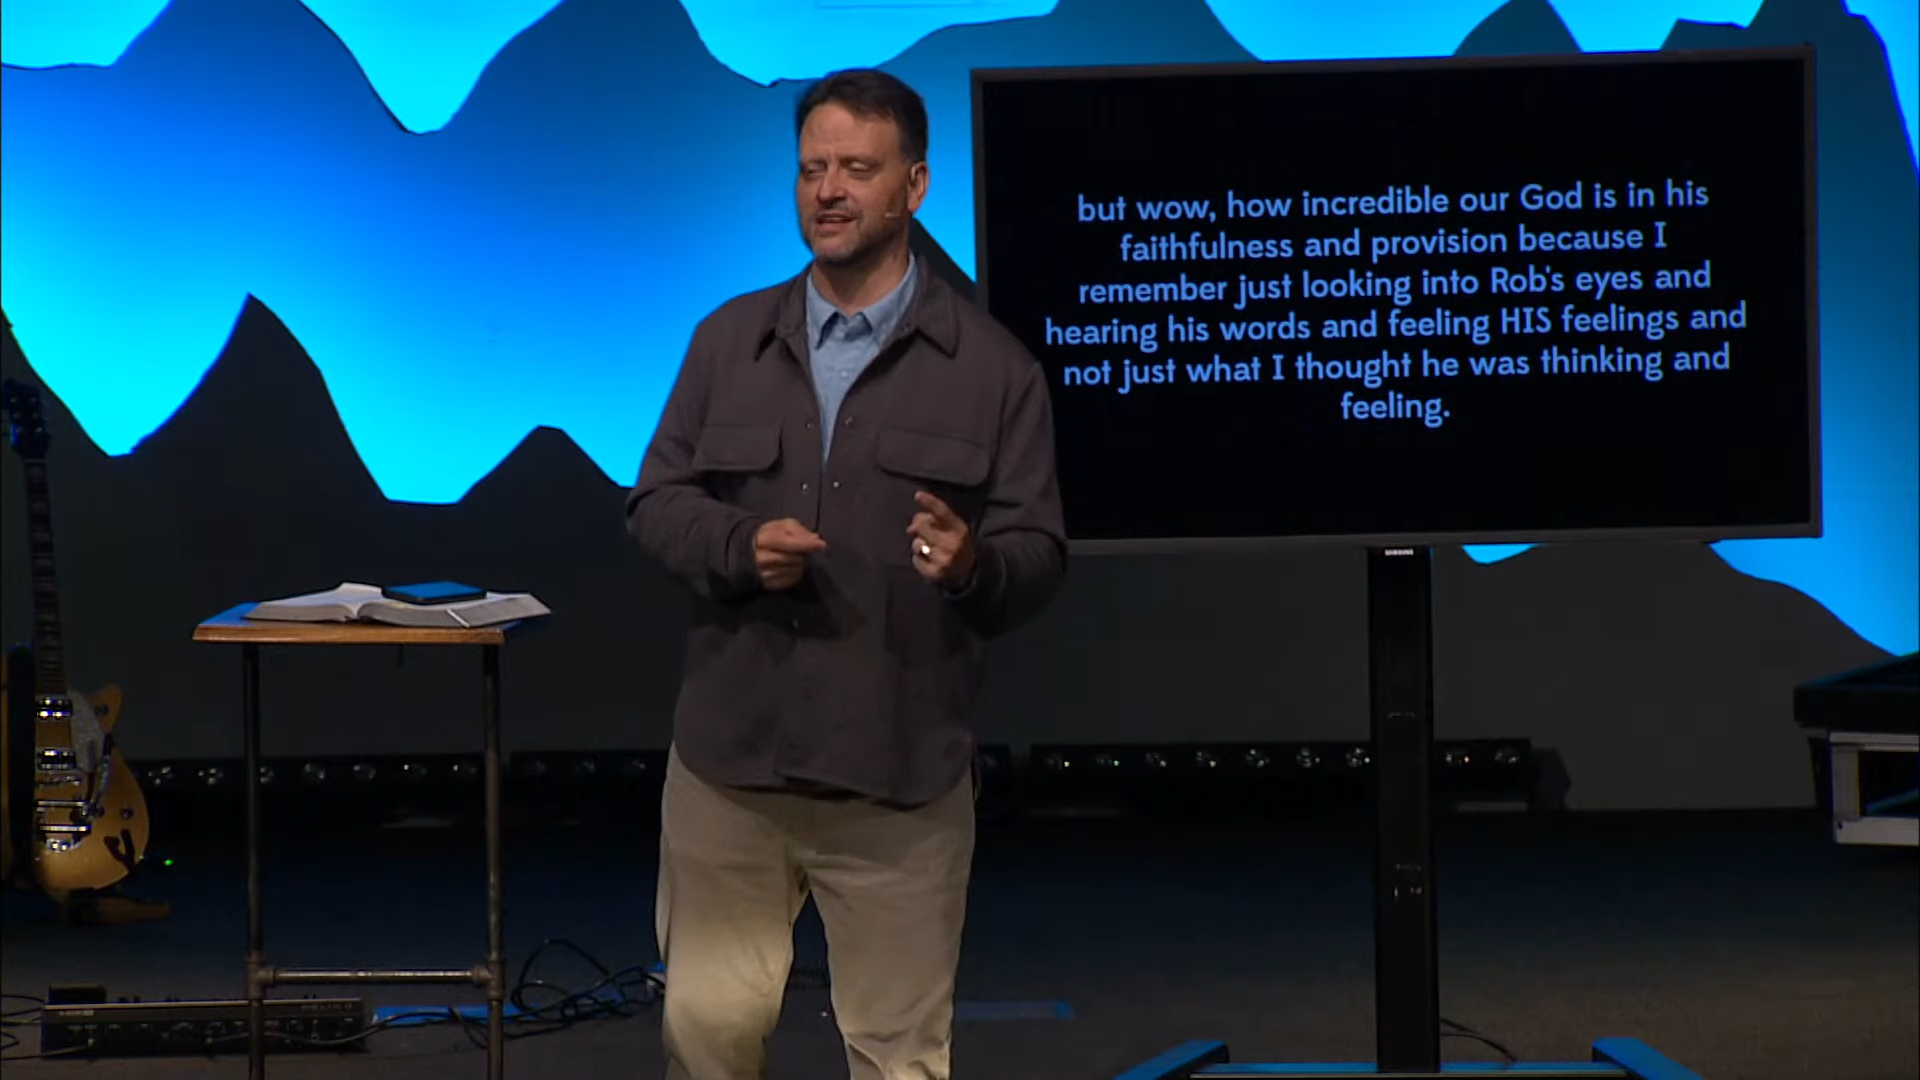 but wow, how incredible our God is in his
faithfulness and provision because I
remember just looking into Rob's eyes and
hearing his words and feeling HIS feelings and
not just what I thought he was thinking and
feeling.
SAMSUNG